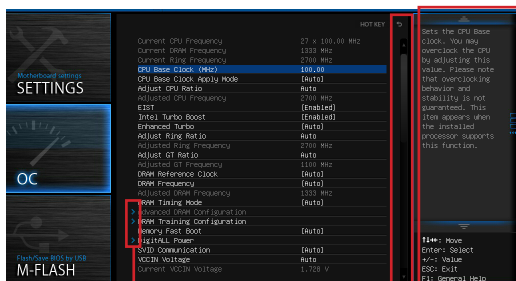 HOT KEY
Current CPU Frequency 27 x 100.00 MHz
Current DRAM Frequency 1333 MHz
Current Ring Frequency 2700 MHz
CPU Base Clock (MHz) 100.00
CPU Base Clock Apply Mode [Auto]
Adjust CPU Ratio Auto
Adjusted CPU Frequency 2700 MHz
EIST [Enabled]
Intel Turbo Boost [Enabled]
Enhanced Turbo [Auto]
Adjust Ring Ratio Auto
Adjusted Ring Frequency 2700 MHz
Adjust GT Ratio Auto
Adjusted GT Frequency 1100 MHz
DRAM Reference Clock [Auto]
DRAM Frequency [Auto]
Adjusted DRAM Frequency 1333 MHz
DRAM Timing Mode [Auto]
Advanced DRAM Configuration
DRAM Training Configuration
Memory Fast Boot [Auto]
DigitALL Power
SVID Communication [Auto]
VCCIN Voltage Auto
Current VCCIN Voltage 1.728 V
Motherboard settings
SETTINGS
OC
Flash/Save BIOS by USB
M-FLASH
Sets the CPU Base
clock. You may
overclock the CPU
by adjusting this
value. Please note
that overclocking
behavior and
stability is not
guaranteed. This
item appears when
the installed
processor supports
this function.
↑↓→←: Move
Enter: Select
+/-: Value
ESC: Exit
F1: General Help